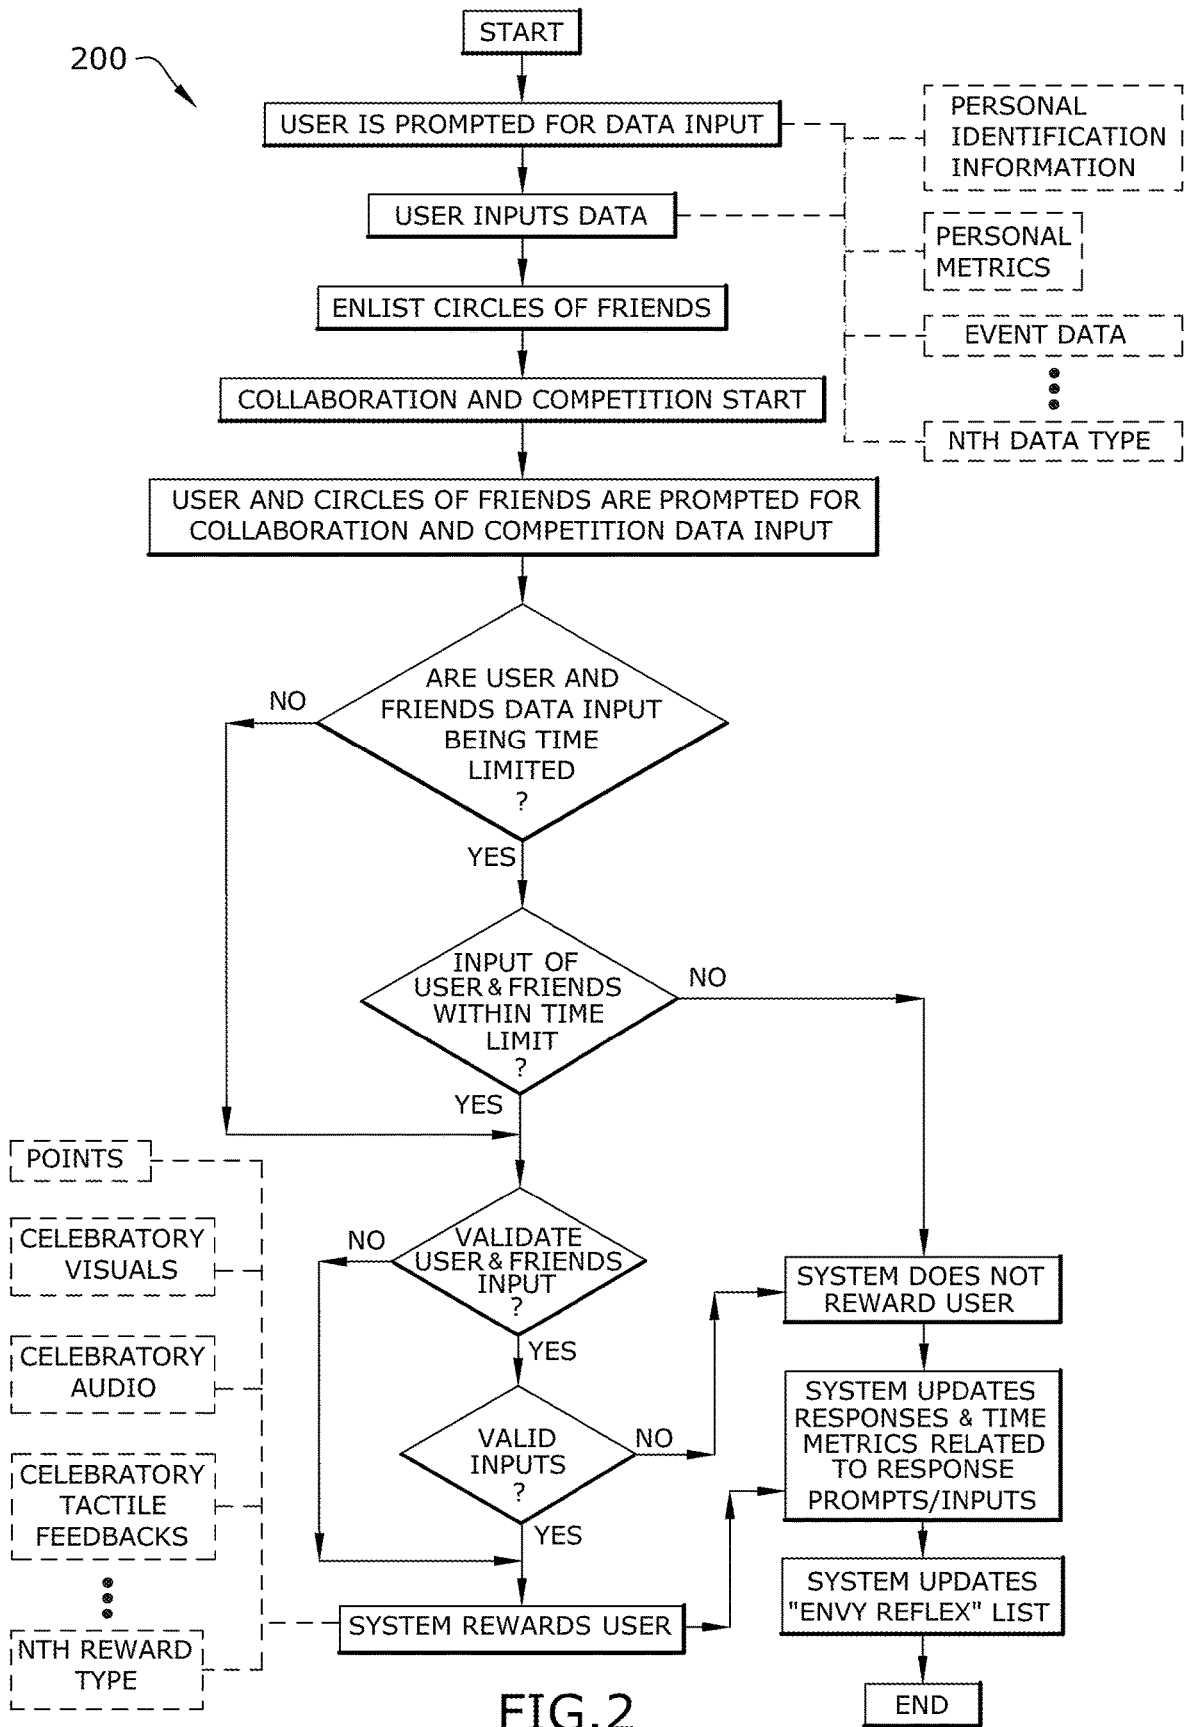 START
200
USER IS PROMPTED FOR DATA INPUT
PERSONAL
IDENTIFICATION
INFORMATION
USER INPUTS DATA
PERSONAL
METRICS
ENLIST CIRCLES OF FRIENDS
EVENT DATA
COLLABORATION AND COMPETITION START
NTH DATA TYPE
USER AND CIRCLES OF FRIENDS ARE PROMPTED FOR
COLLABORATION AND COMPETITION DATA INPUT
ARE USER AND
FRIENDS DATA INPUT
BEING TIME
LIMITED
?
NO
YES
INPUT OF
USER & FRIENDS
WITHIN TIME
LIMIT
?
NO
YES
POINTS
CELEBRATORY
VISUALS
CELEBRATORY
AUDIO
CELEBRATORY
TACTILE
FEEDBACKS
NTH REWARD
TYPE
VALIDATE
USER & FRIENDS
INPUT
?
NO
YES
VALID
INPUTS
?
NO
YES
SYSTEM REWARDS USER
SYSTEM DOES NOT
REWARD USER
SYSTEM UPDATES
RESPONSES & TIME
METRICS RELATED
TO RESPONSE
PROMPTS/INPUTS
SYSTEM UPDATES
"ENVY REFLEX" LIST
END
FIG.2